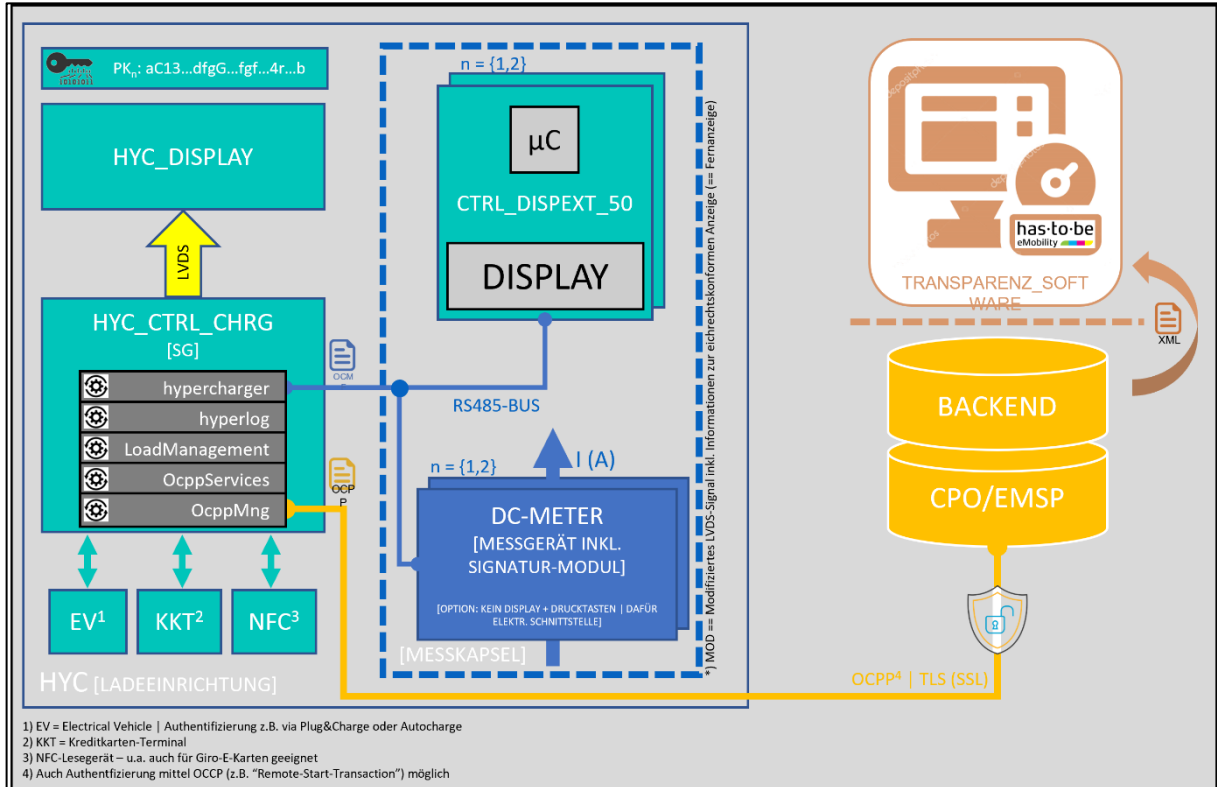 PKn: aC13...dfgG...fgf...4r...b
HYC_DISPLAY
LVDS
HYC_CTRL_CHRG
[SG]
hypercharger
hyperlog
LoadManagement
OcppServices
OcppMng
EV1
KKT2
NFC3
HYC [LADEEINRICHTUNG]
OCM
OCP
P
n = {1,2}
µC
CTRL_DISPEXT_50
DISPLAY
RS485-BUS
I (A)
n = {1,2}
DC-METER
[MESSGERÄT INKL.
SIGNATUR-MODUL]
[OPTION: KEIN DISPLAY + DRUCKTASTEN | DAFÜR
ELEKTR. SCHNITTSTELLE]
[MESSKAPSEL]
*) MOD == Modifiziertes LVDS-Signal inkl. Informationen zur eichrechtskonformen Anzeige (== Fernanzeige)
has·to·be
eMobility
TRANSPARENZ_SOFT
WARE
XML
BACKEND
CPO/EMSP
OCPP4 | TLS (SSL)
1) EV = Electrical Vehicle | Authentifizierung z.B. via Plug&Charge oder Autocharge
2) KKT = Kreditkarten-Terminal
3) NFC-Lesegerät – u.a. auch für Giro-E-Karten geeignet
4) Auch Authentfizierung mittel OCCP (z.B. “Remote-Start-Transaction”) möglich